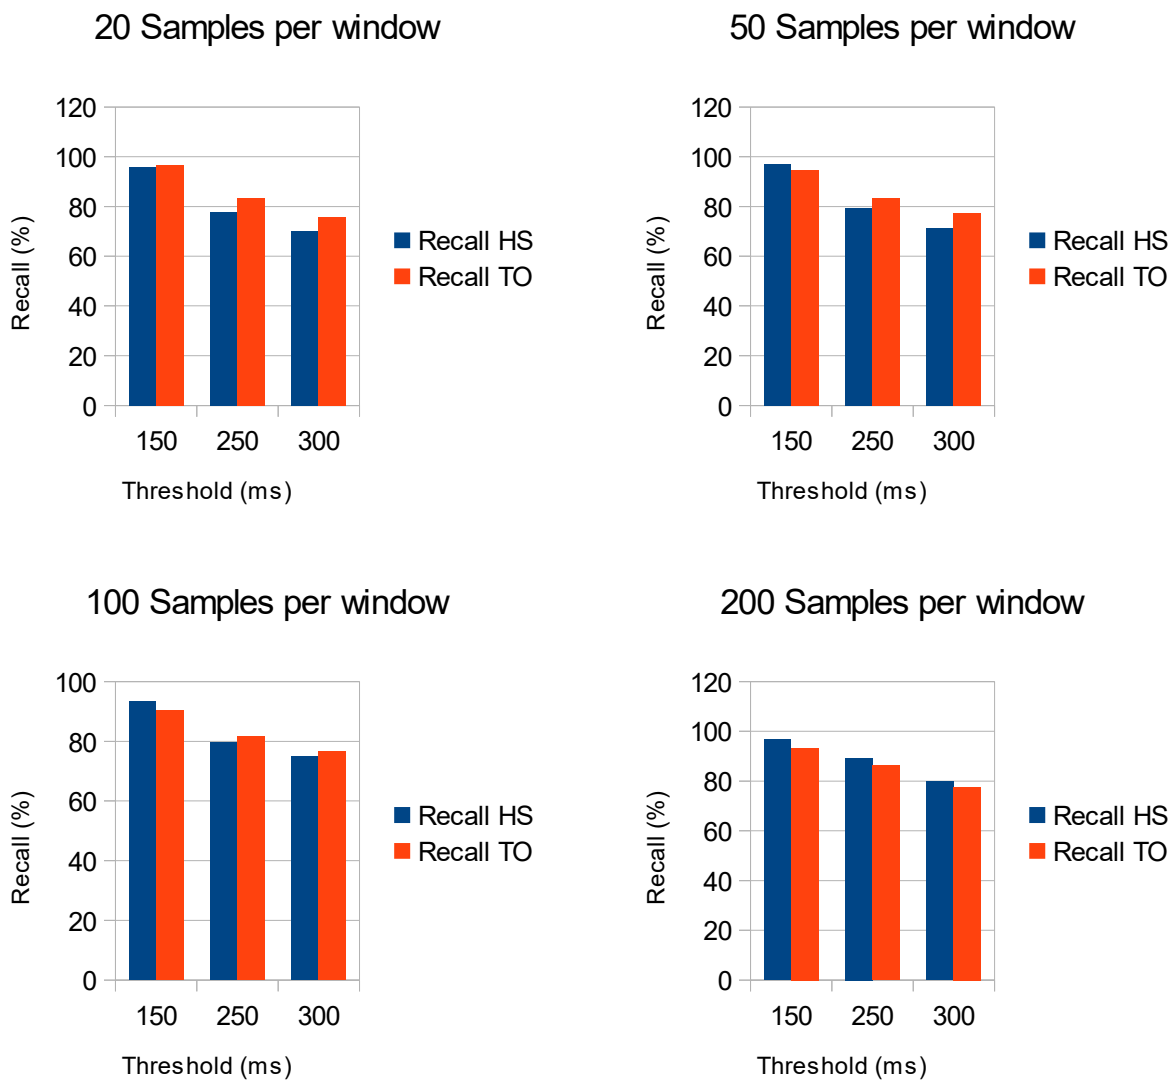 20 Samples per window
120
100
80
60
40
20
0
Recall (%)
150 250 300
Threshold (ms)
Recall HS
Recall TO
50 Samples per window
120
100
80
60
40
20
0
Recall (%)
150 250 300
Threshold (ms)
Recall HS
Recall TO
100 Samples per window
100
80
60
40
20
0
Recall (%)
150 250 300
Threshold (ms)
Recall HS
Recall TO
200 Samples per window
120
100
80
60
40
20
0
Recall (%)
150 250 300
Threshold (ms)
Recall HS
Recall TO